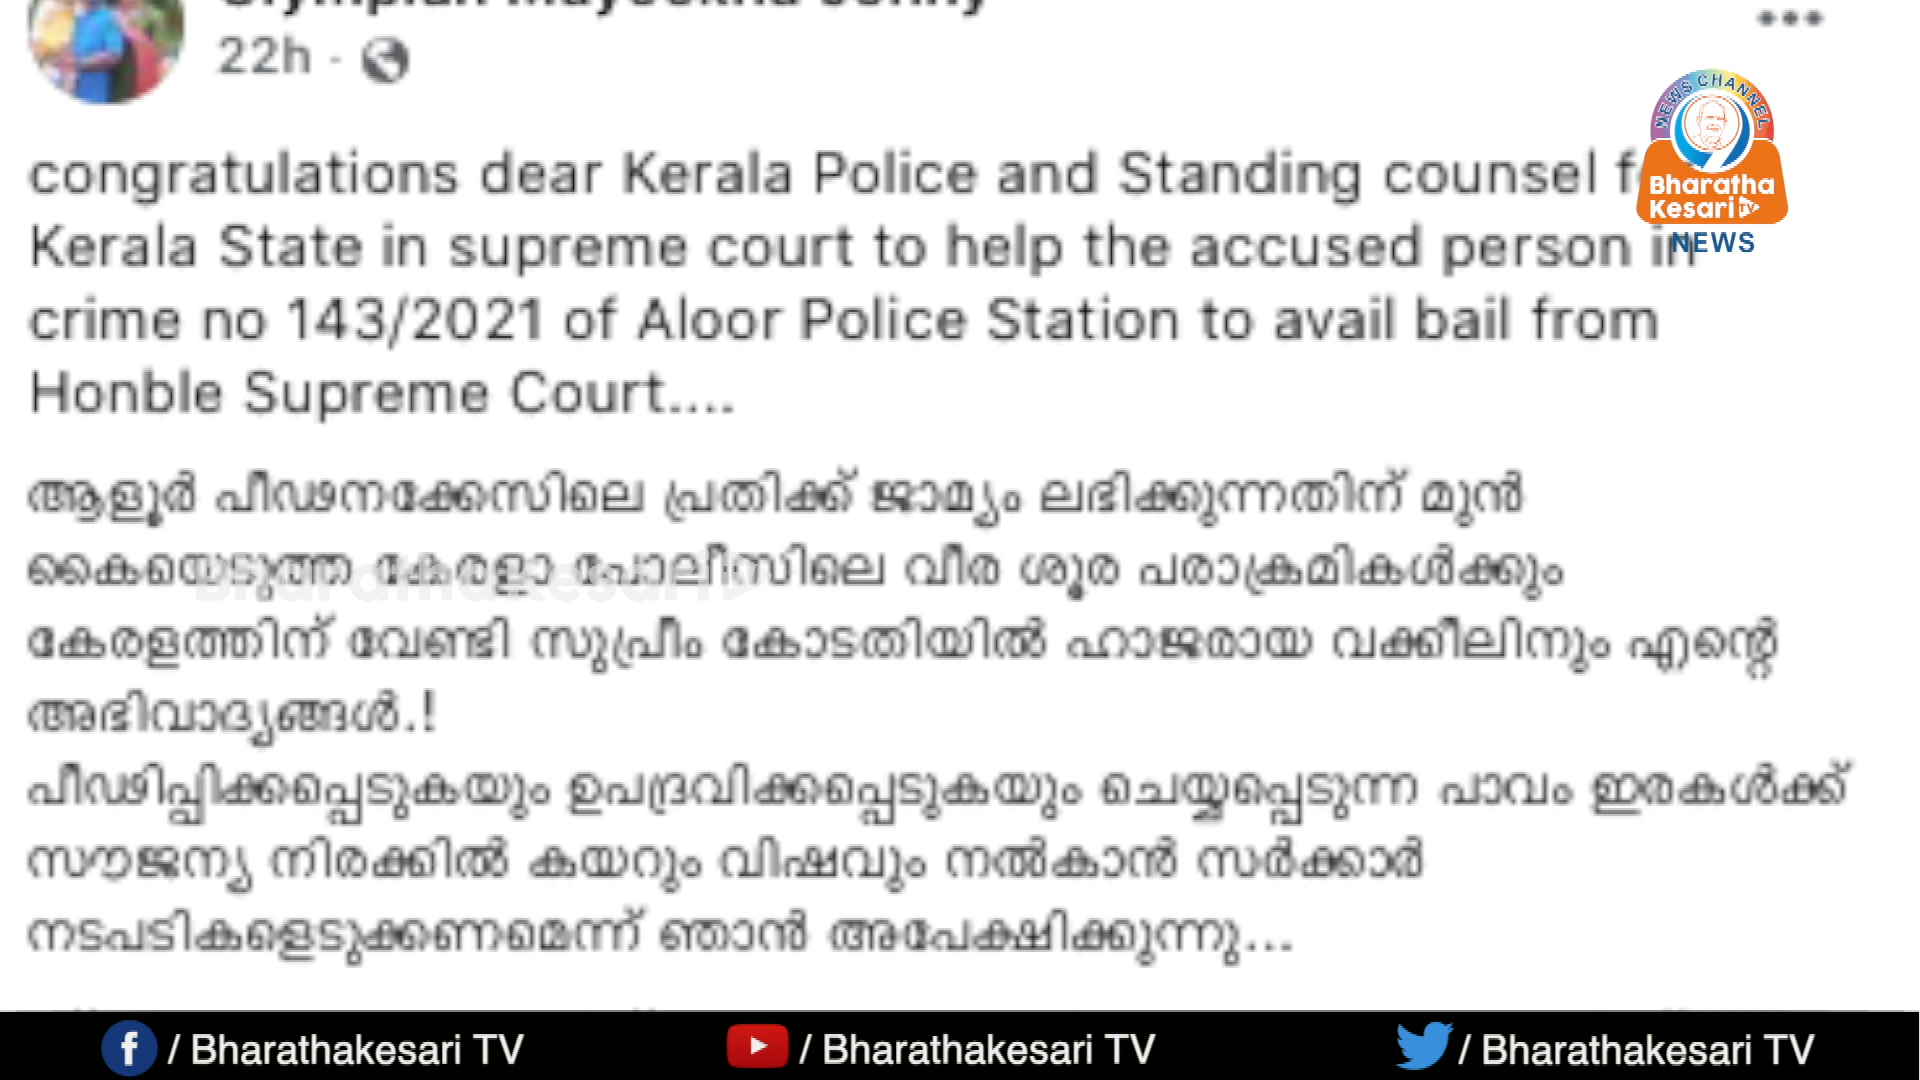 22h ·
NEWS CHANNEL
Bharatha
Kesari TV
NEWS
congratulations dear Kerala Police and Standing counsel
Kerala State in supreme court to help the accused person in
crime no 143/2021 of Aloor Police Station to avail bail from
Honble Supreme Court....
ആളൂർ പീഢനക്കേസിലെ പ്രതിക്ക് ജാമ്യം ലഭിക്കുന്നതിന് മുൻ
കൈയെടുത്ത കേരളാ പോലീസിലെ വീര ശൂര പരാക്രമികൾക്കും
കേരളത്തിന് വേണ്ടി സുപ്രീം കോടതിയിൽ ഹാജരായ വക്കീലിനും എന്റെ
അഭിവാദ്യങ്ങൾ.!
പീഢിപ്പിക്കപ്പെടുകയും ഉപദ്രവിക്കപ്പെടുകയും ചെയ്യപ്പെടുന്ന പാവം ഇരകൾക്ക്
സൗജന്യ നിരക്കിൽ കയറും വിഷവും നൽകാൻ സർക്കാർ
നടപടികളെടുക്കണമെന്ന് ഞാൻ അപേക്ഷിക്കുന്നു...
Bharathakesari TV
/ Bharathakesari TV
/ Bharathakesari TV
/ Bharathakesari TV